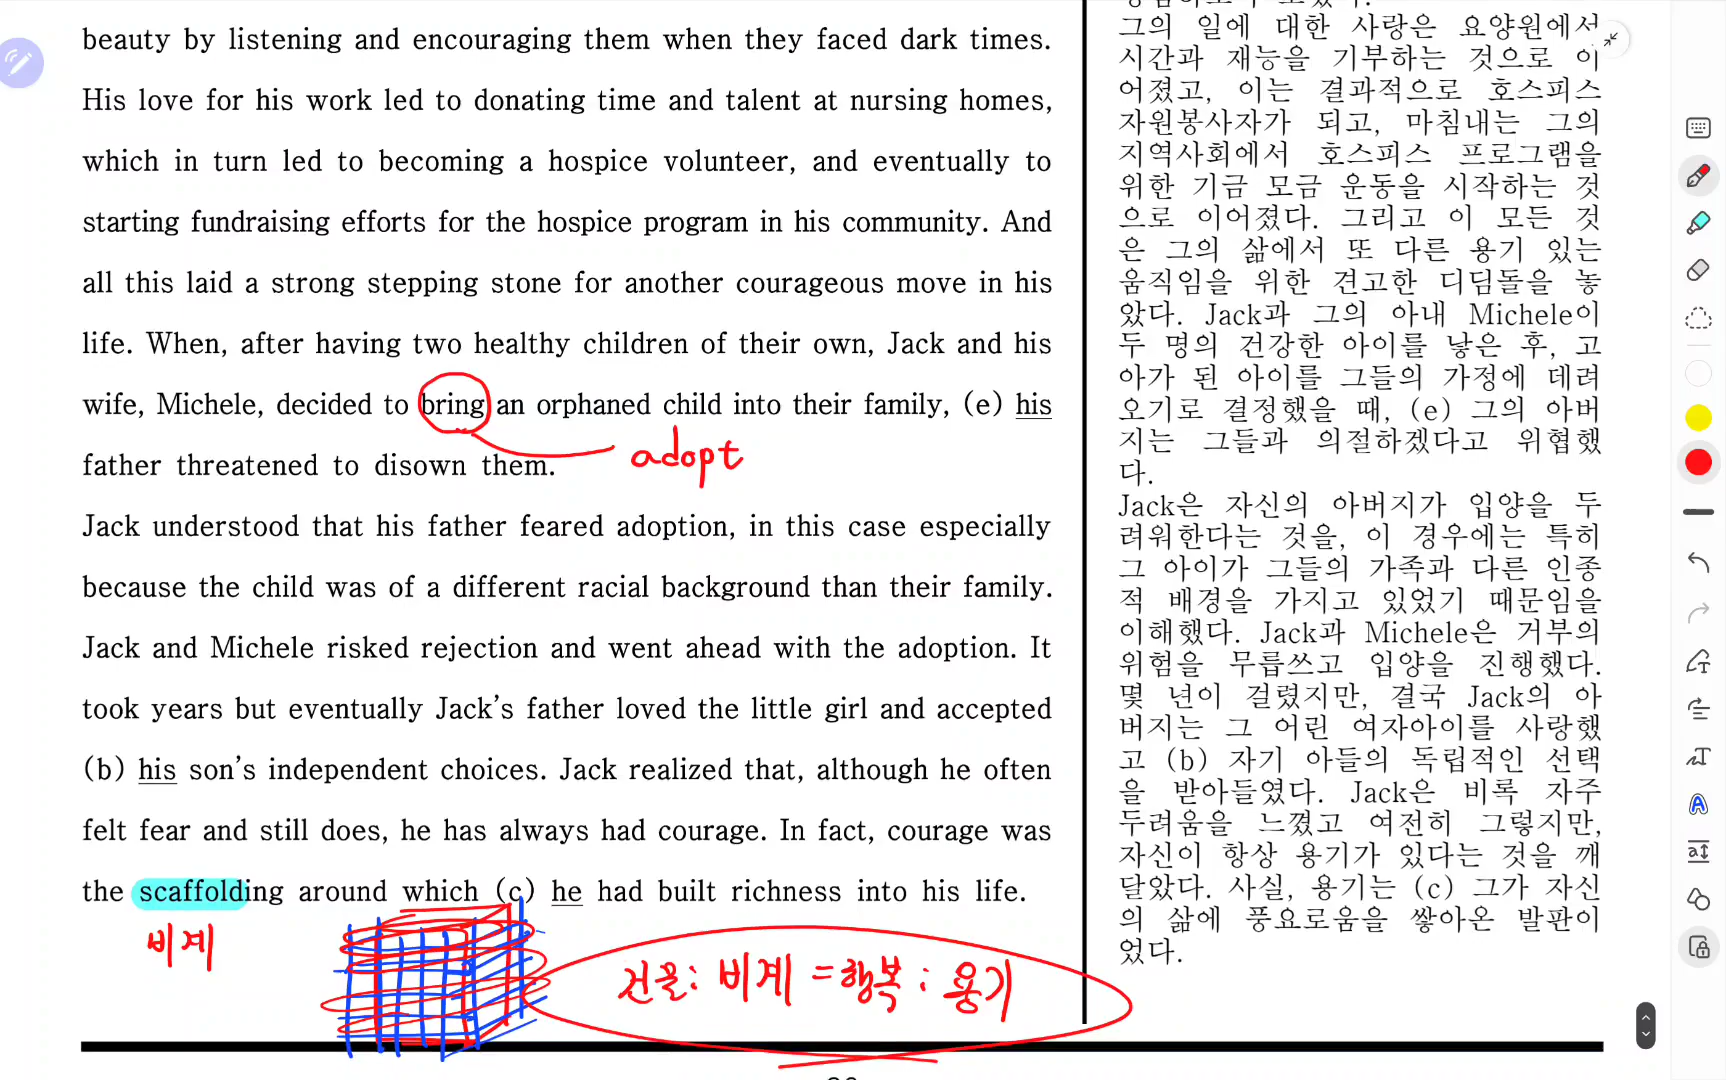 beauty by listening and encouraging them when they faced dark times.
His love for his work led to donating time and talent at nursing homes,
which in turn led to becoming a hospice volunteer, and eventually to
starting fundraising efforts for the hospice program in his community. And
all this laid a strong stepping stone for another courageous move in his
life. When, after having two healthy children of their own, Jack and his
wife, Michele, decided to bring an orphaned child into their family, (e) his
father threatened to disown them.
adopt
Jack understood that his father feared adoption, in this case especially
because the child was of a different racial background than their family.
Jack and Michele risked rejection and went ahead with the adoption. It
took years but eventually Jack's father loved the little girl and accepted
(b) his son's independent choices. Jack realized that, although he often
felt fear and still does, he has always had courage. In fact, courage was
the scaffolding around which (c) he had built richness into his life.
비계
건물: 비계 = 행복: 용기
그의 일에 대한 사랑은 요양원에서
시간과 재능을 기부하는 것으로 이
어졌고, 이는 결과적으로 호스피스
자원봉사자가 되고, 마침내는 그의
지역사회에서 호스피스 프로그램을
위한 기금 모금 운동을 시작하는 것
으로 이어졌다. 그리고 이 모든 것
은 그의 삶에서 또 다른 용기 있는
움직임을 위한 견고한 디딤돌을 놓
았다. Jack과 그의 아내 Michele이
두 명의 건강한 아이를 낳은 후, 고
아가 된 아이를 그들의 가정에 데려
오기로 결정했을 때, (e) 그의 아버
지는 그들과 의절하겠다고 위협했
다.
Jack은 자신의 아버지가 입양을 두
려워한다는 것을, 이 경우에는 특히
그 아이가 그들의 가족과 다른 인종
적 배경을 가지고 있었기 때문임을
이해했다. Jack과 Michele은 거부의
위험을 무릅쓰고 입양을 진행했다.
몇 년이 걸렸지만, 결국 Jack의 아
버지는 그 어린 여자아이를 사랑했
고 (b) 자기 아들의 독립적인 선택
을 받아들였다. Jack은 비록 자주
두려움을 느꼈고 여전히 그렇지만,
자신이 항상 용기가 있다는 것을 깨
달았다. 사실, 용기는 (c) 그가 자신
의 삶에 풍요로움을 쌓아온 발판이
었다.